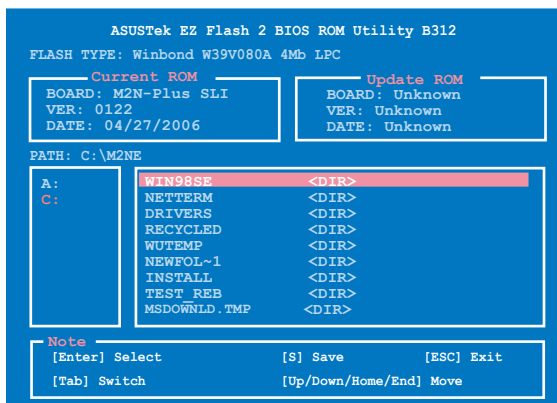 ASUSTek EZ Flash 2 BIOS ROM Utility B312
FLASH TYPE: Winbond W39V080A 4Mb LPC
Current ROM
BOARD: M2N-Plus SLI
VER: 0122
DATE: 04/27/2006
Update ROM
BOARD: Unknown
VER: Unknown
DATE: Unknown
PATH: C:\M2NE
A:
C:
WIN98SE <DIR>
NETTERM <DIR>
DRIVERS <DIR>
RECYCLED <DIR>
WUTEMP <DIR>
NEWFOL~1 <DIR>
INSTALL <DIR>
TEST_REB <DIR>
MSDOWNLD.TMP <DIR>
Note
[Enter] Select [S] Save [ESC] Exit
[Tab] Switch [Up/Down/Home/End] Move